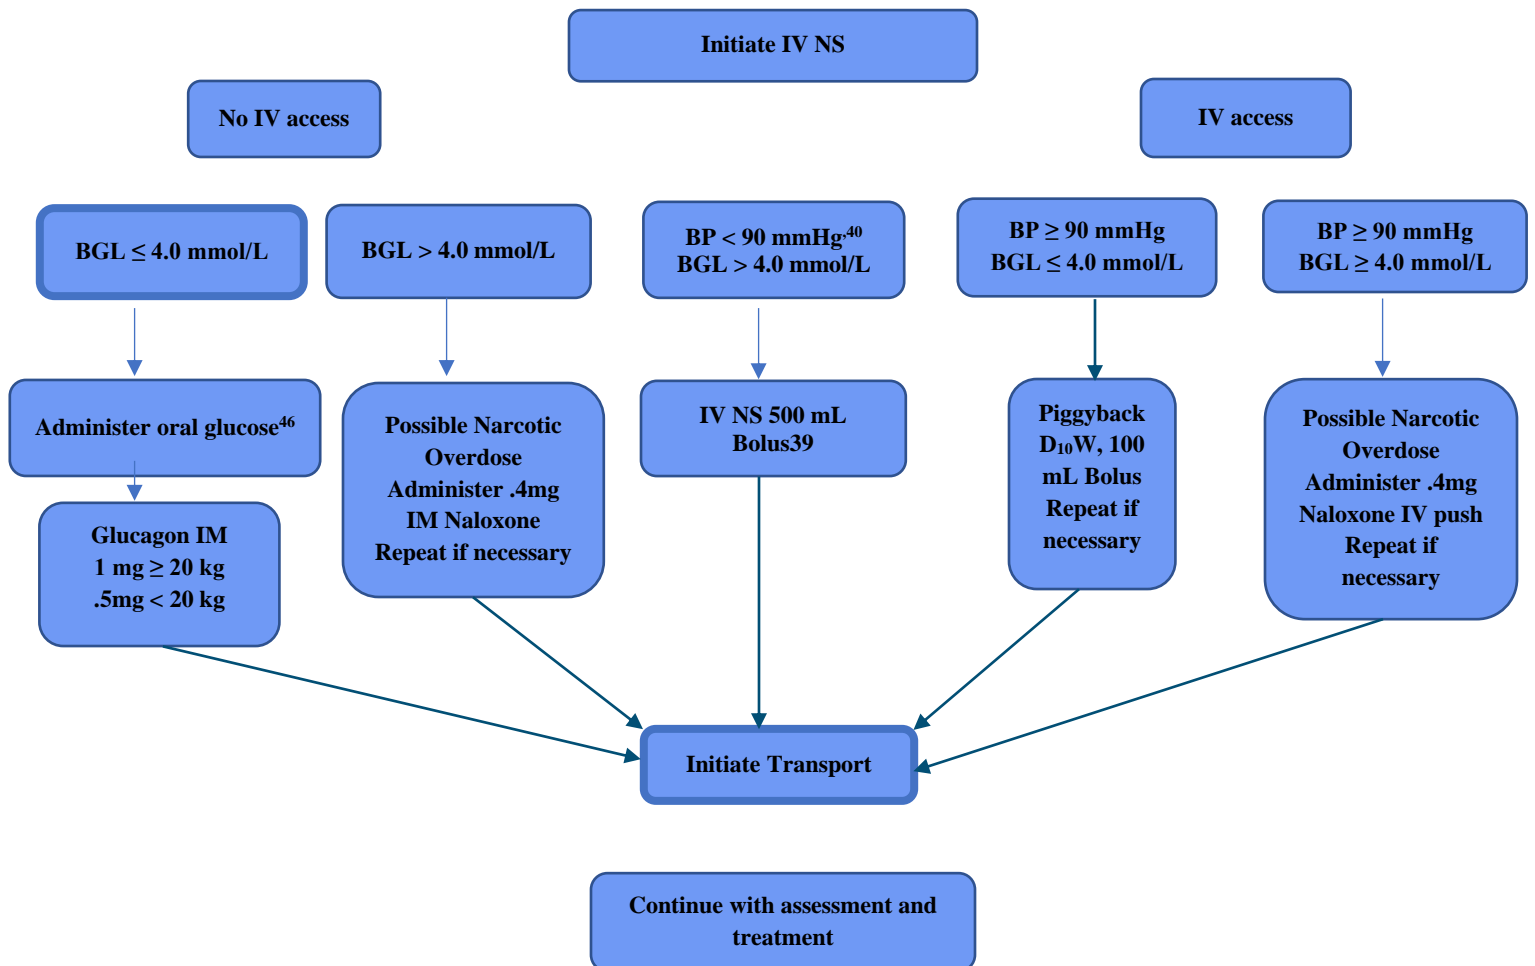 Initiate IV NS
No IV access
IV access
BGL ≤ 4.0 mmol/L
BGL > 4.0 mmol/L
BP < 90 mmHg,40
BGL > 4.0 mmol/L
BP ≥ 90 mmHg
BGL ≤ 4.0 mmol/L
BP ≥ 90 mmHg
BGL ≥ 4.0 mmol/L
Administer oral glucose46
Glucagon IM
1 mg ≥ 20 kg
.5mg < 20 kg
Possible Narcotic
Overdose
Administer .4mg
IM Naloxone
Repeat if necessary
IV NS 500 mL
Bolus39
Piggyback
D10W, 100
mL Bolus
Repeat if
necessary
Possible Narcotic
Overdose
Administer .4mg
Naloxone IV push
Repeat if
necessary
Initiate Transport
Continue with assessment and
treatment